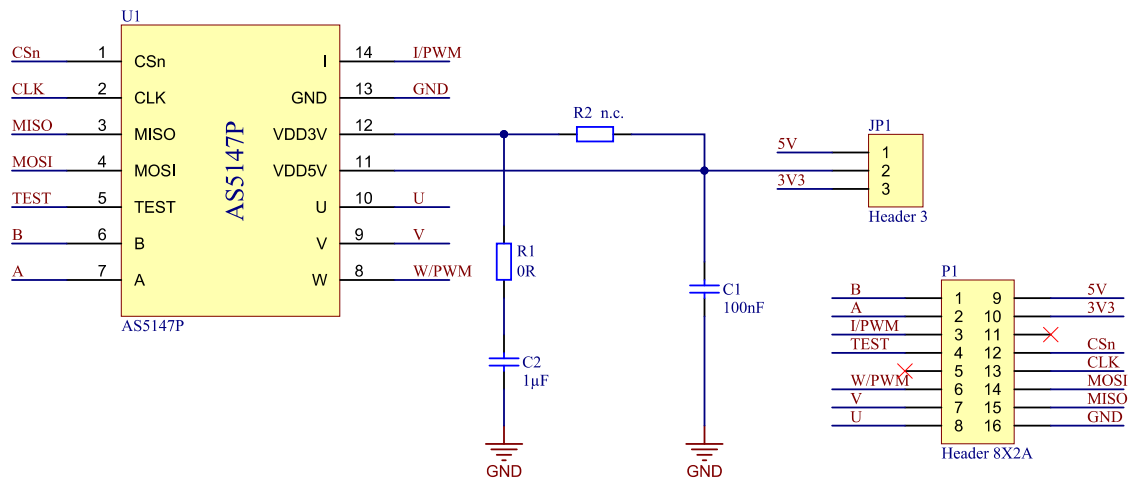 U1
AS5147P
CSn 1 CSn I 14 I/PWM
CLK 2 CLK GND 13 GND
MISO 3 MISO VDD3V 12
MOSI 4 MOSI VDD5V 11
TEST 5 TEST U 10 U
B 6 B V 9 V
A 7 A W 8 W/PWM
AS5147P
R2 n.c.
R1
0R
C2
1µF
GND
C1
100nF
GND
JP1
5V 1
2
3V3 3
Header 3
P1
B 1 9 5V
A 2 10 3V3
I/PWM 3 11
TEST 4 12 CSn
5 13 CLK
W/PWM 6 14 MOSI
V 7 15 MISO
U 8 16 GND
Header 8X2A